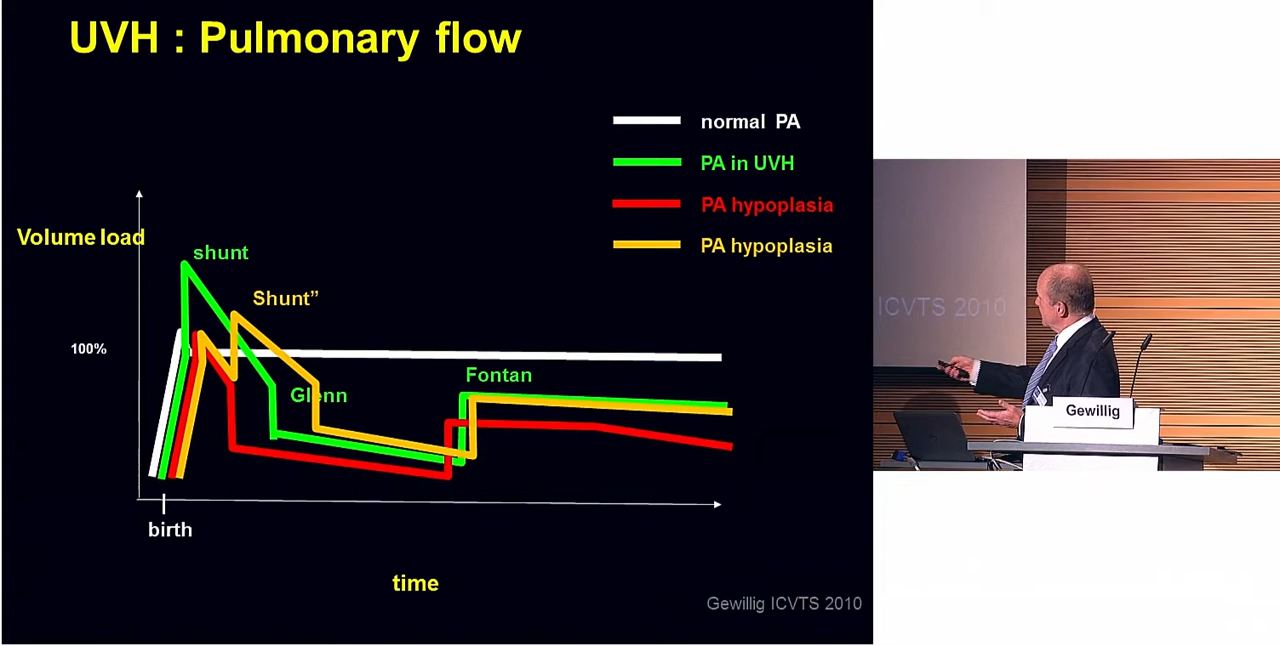 UVH : Pulmonary flow
normal PA
PA in UVH
PA hypoplasia
PA hypoplasia
Volume load
shunt
Shunt”
100%
Fontan
Glenn
birth
time
Gewillig ICVTS 2010
ICVTS 2010
Gewillig